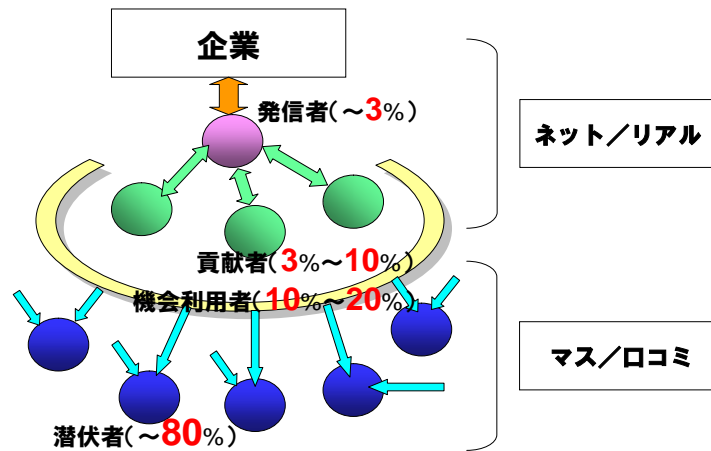 企業
発信者(～3%)
ネット／リアル
貢献者(3%～10%)
機会利用者(10%～20%)
マス／口コミ
潜伏者(～80%)